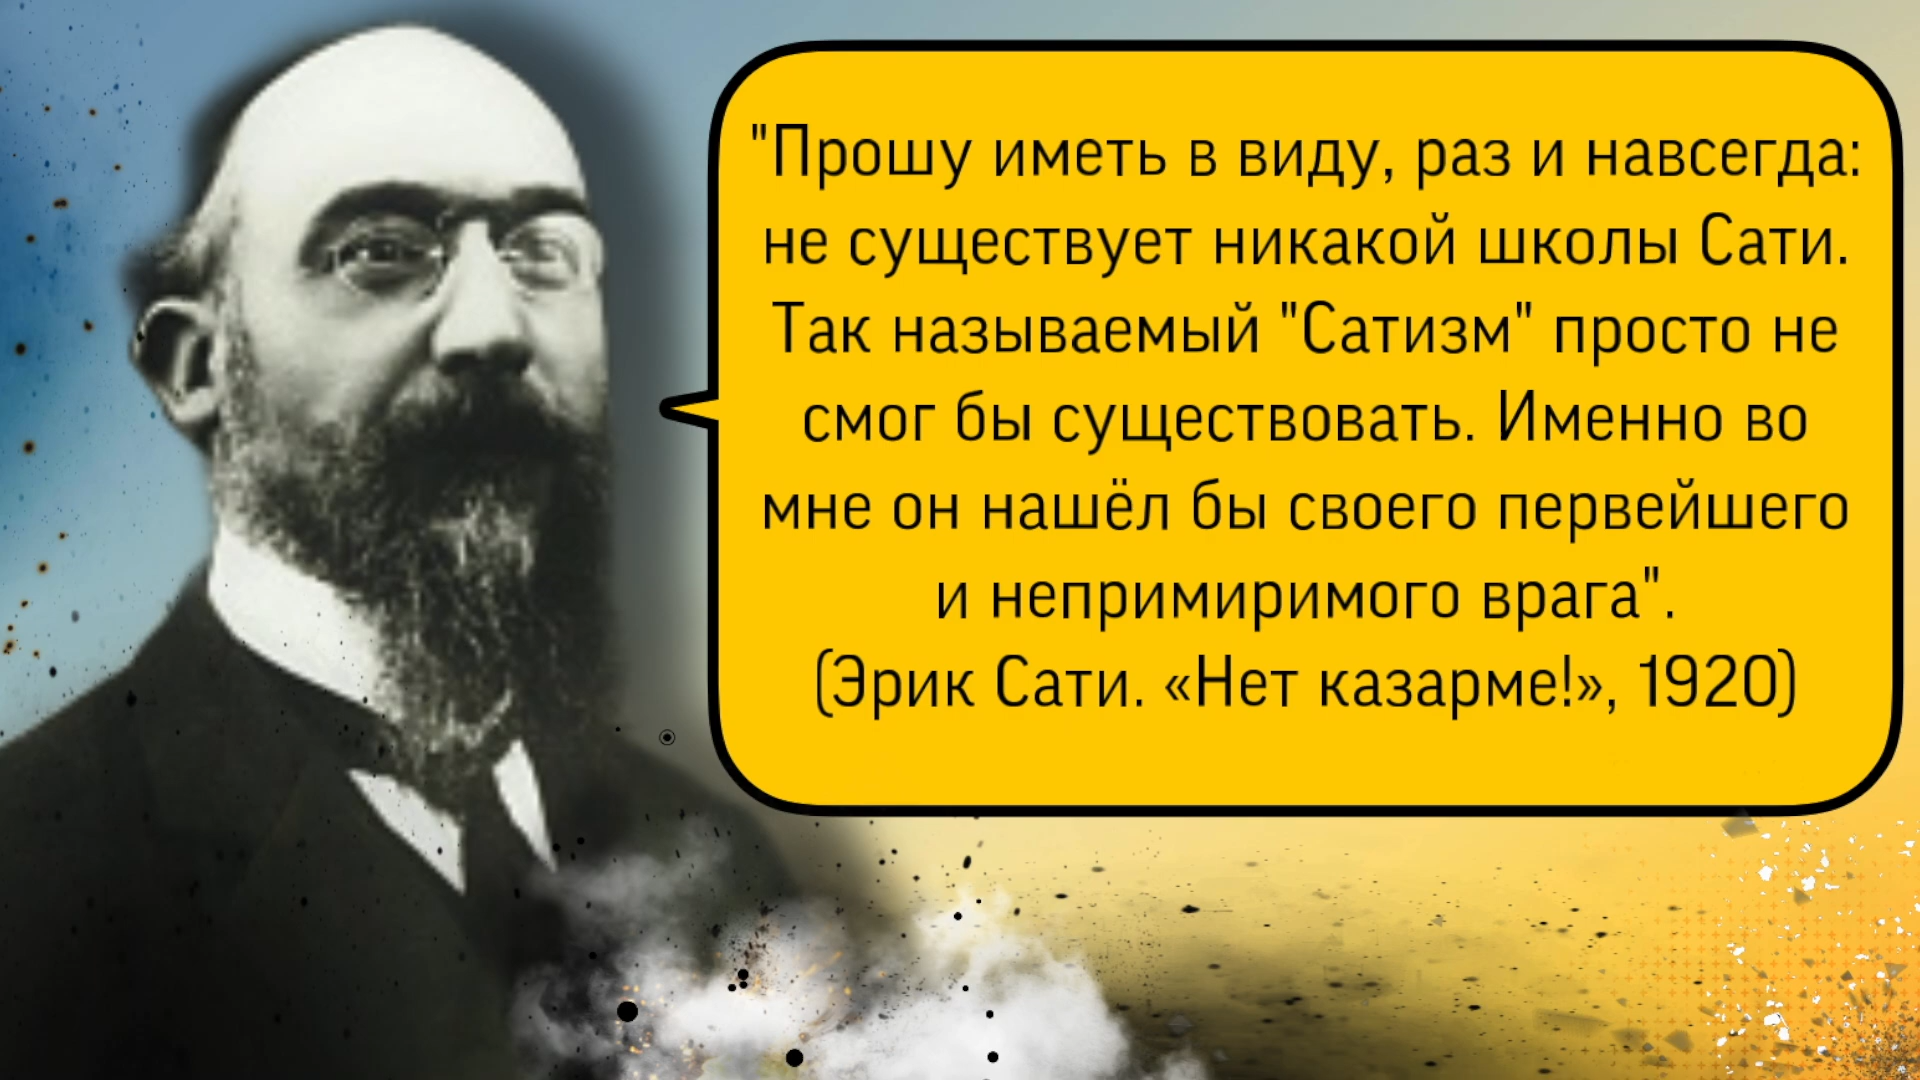 "Прошу иметь в виду, раз и навсегда:
не существует никакой школы Сати.
Так называемый "Сатизм" просто не
смог бы существовать. Именно во
мне он нашёл бы своего первейшего
и непримиримого врага".
(Эрик Сати. «Нет казарме!», 1920)